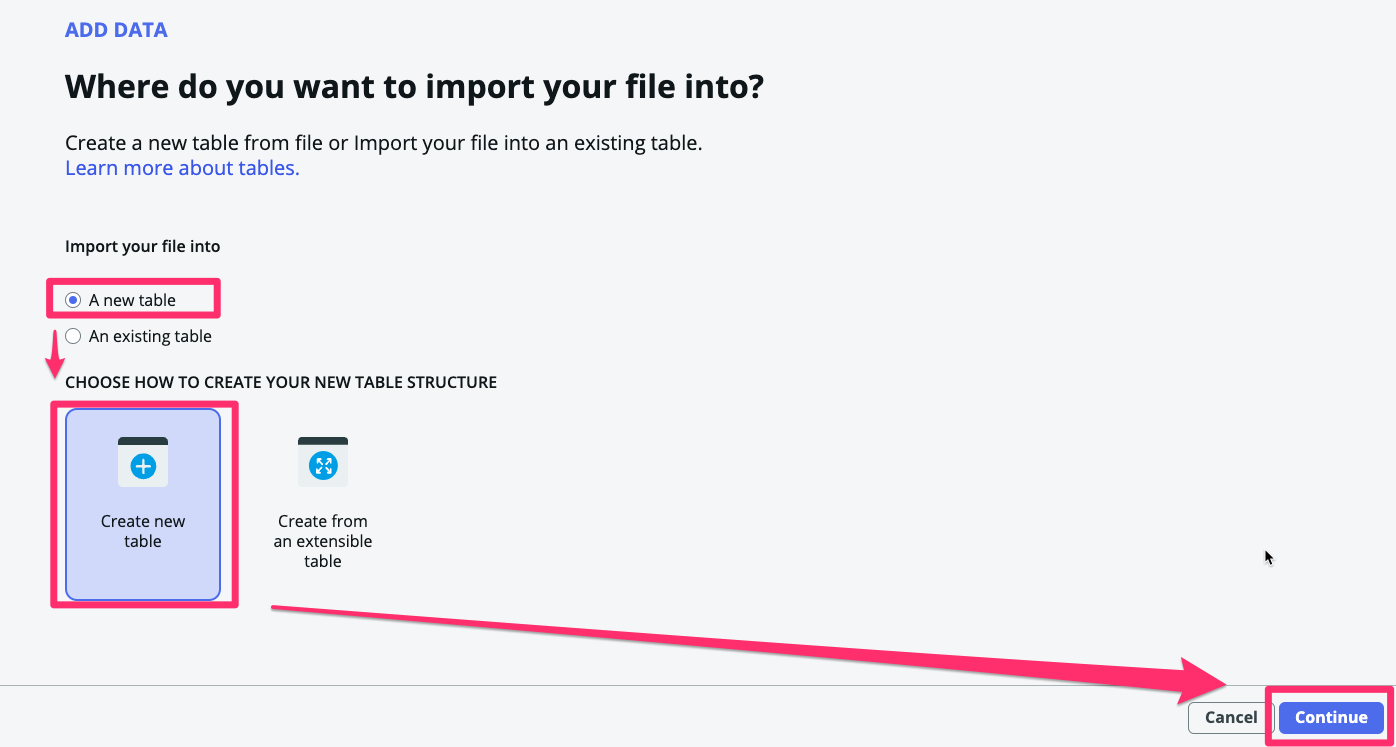 ADD DATA
Where do you want to import your file into?
Create a new table from file or Import your file into an existing table.
Learn more about tables.
Import your file into
A new table
An existing table
CHOOSE HOW TO CREATE YOUR NEW TABLE STRUCTURE
Create new
table
Create from
an extensible
table
Cancel
Continue